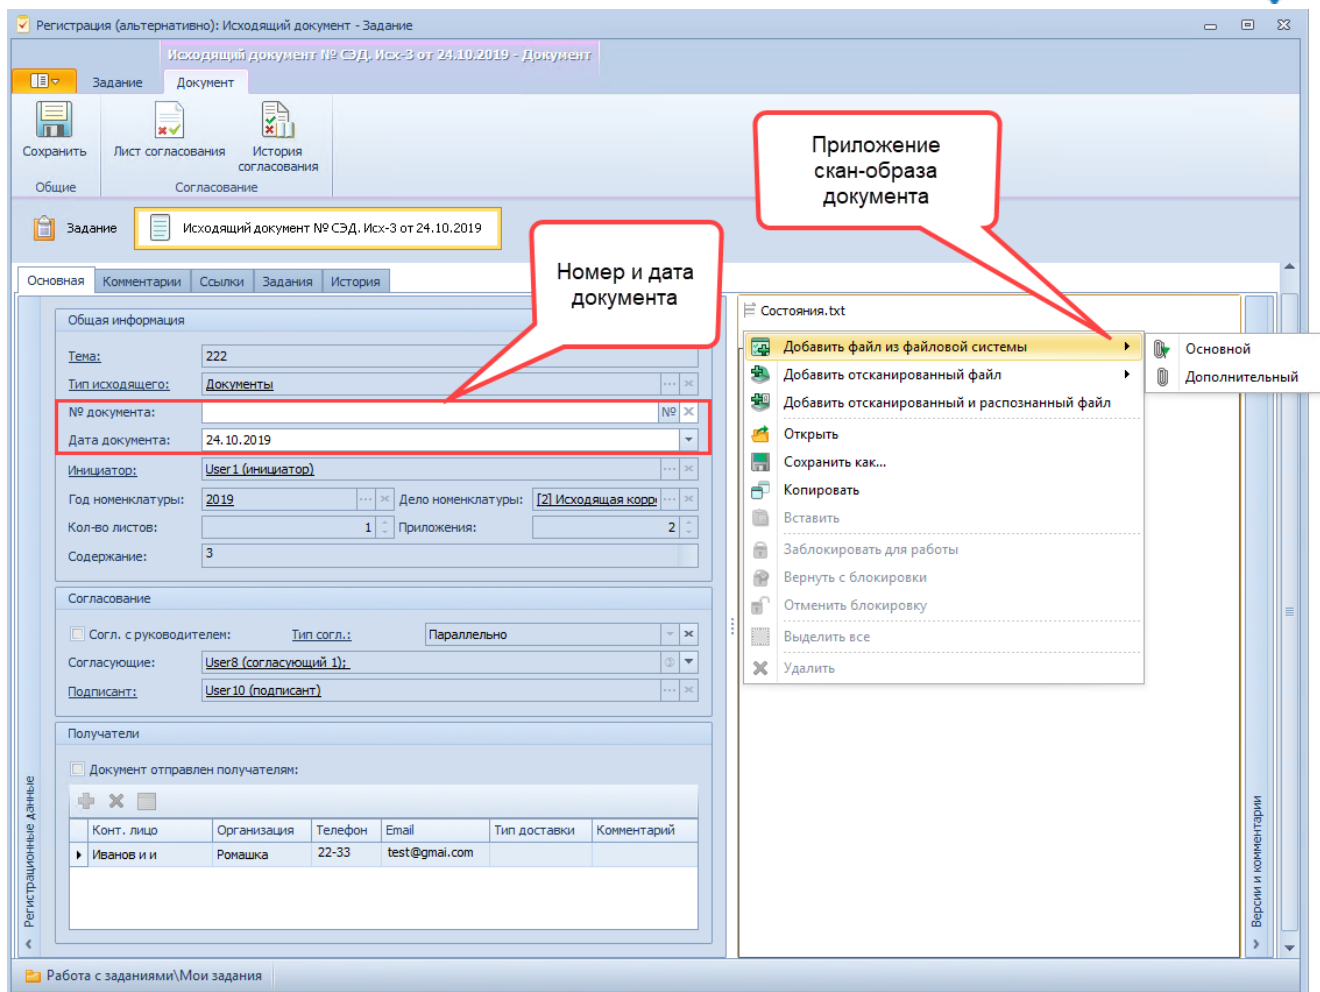 Регистрация (альтернативно): Исходящий документ - Задание
Исходящий документ № СЭД. Исх-3 от 24.10.2019 - Документ
Задание Документ
Сохранить Лист согласования История согласования
Общие Согласование
Приложение
скан-образа
документа
Задание Исходящий документ № СЭД. Исх-3 от 24.10.2019
Номер и дата
документа
Основная Комментарии Ссылки Задания История
Общая информация
Тема: 222
Тип исходящего: Документы
№ документа: №
Дата документа: 24.10.2019
Инициатор: User1 (инициатор)
Год номенклатуры: 2019 Дело номенклатуры: [2] Исходящая корр
Кол-во листов: 1 Приложения: 2
Содержание: 3
Согласование
Согл. с руководителем: Тип согл.: Параллельно
Согласующие: User8 (согласующий 1);
Подписант: User10 (подписант)
Получатели
Документ отправлен получателям:
Конт. лицо Организация Телефон Email Тип доставки Комментарий
Иванов и и Ромашка 22-33 test@gmai.com
Регистрационные данные
Состояния.txt
Добавить файл из файловой системы
Добавить отсканированный файл
Добавить отсканированный и распознанный файл
Открыть
Сохранить как...
Копировать
Вставить
Заблокировать для работы
Вернуть с блокировки
Отменить блокировку
Выделить все
Удалить
Основной
Дополнительный
Версии и комментарии
Работа с заданиями\Мои задания